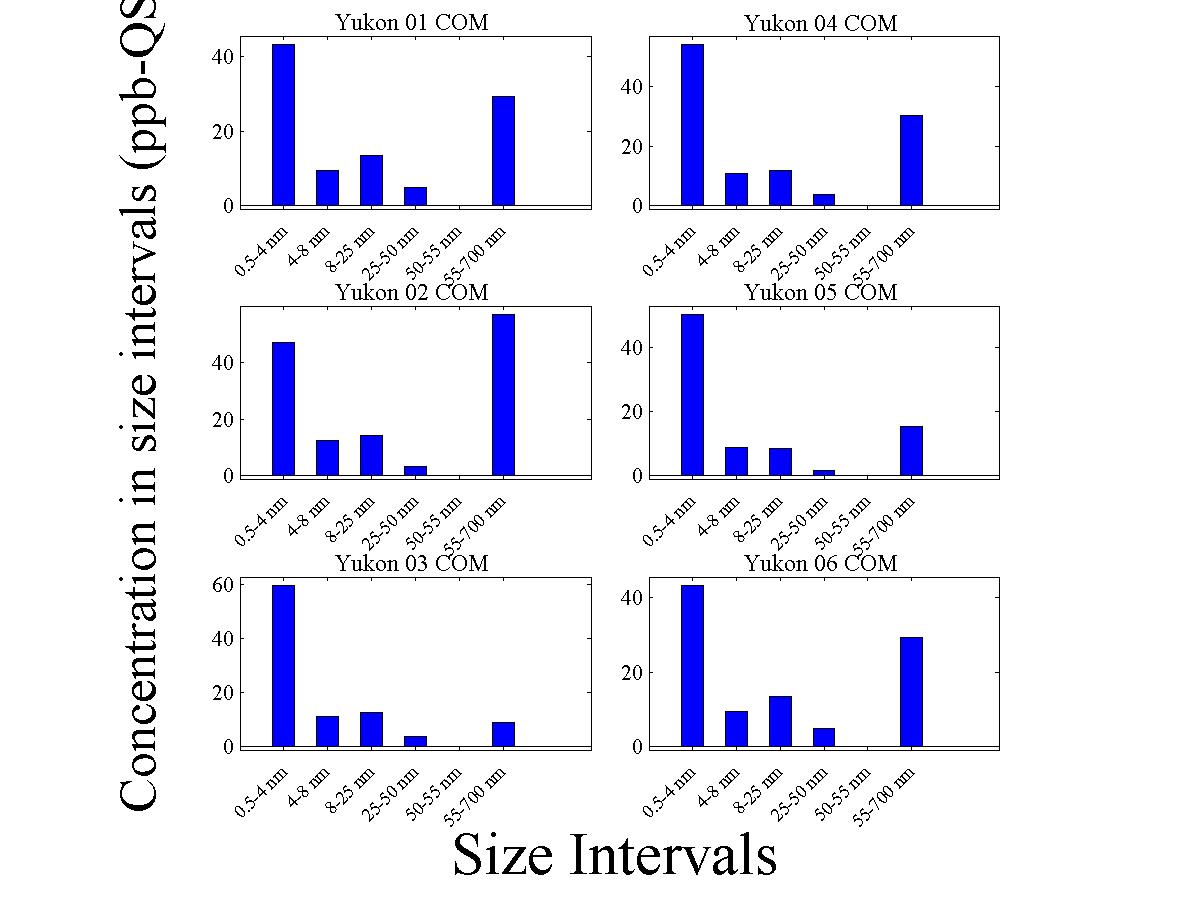 Concentration in size intervals (ppb-QS
Yukon 01 COM
40
20
0
0.5-4 nm
4-8 nm
8-25 nm
25-50 nm
50-55 nm
55-700 nm
Yukon 04 COM
40
20
0
0.5-4 nm
4-8 nm
8-25 nm
25-50 nm
50-55 nm
55-700 nm
Yukon 02 COM
40
20
0
0.5-4 nm
4-8 nm
8-25 nm
25-50 nm
50-55 nm
55-700 nm
Yukon 05 COM
40
20
0
0.5-4 nm
4-8 nm
8-25 nm
25-50 nm
50-55 nm
55-700 nm
Yukon 03 COM
60
40
20
0
0.5-4 nm
4-8 nm
8-25 nm
25-50 nm
50-55 nm
55-700 nm
Yukon 06 COM
40
20
0
0.5-4 nm
4-8 nm
8-25 nm
25-50 nm
50-55 nm
55-700 nm
Size Intervals